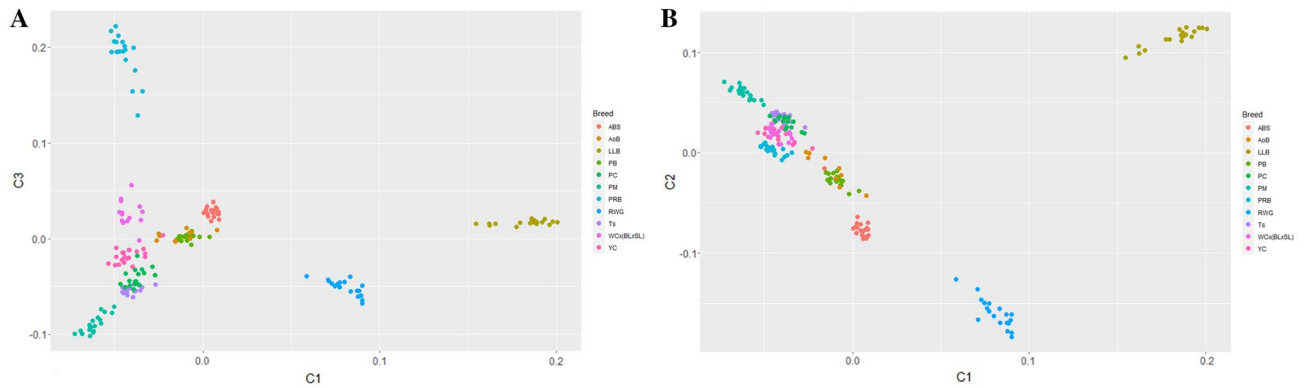 A
0.2
0.1
0.0
-0.1
C3
0.0
0.1
0.2
C1
Breed
ABS
AoB
LLB
PB
PC
PM
PRB
RWG
Ts
WCx(BLxSL)
YC
B
0.1
0.0
-0.1
C2
0.0
0.1
0.2
C1
Breed
ABS
AoB
LLB
PB
PC
PM
PRB
RWG
Ts
WCx(BLxSL)
YC